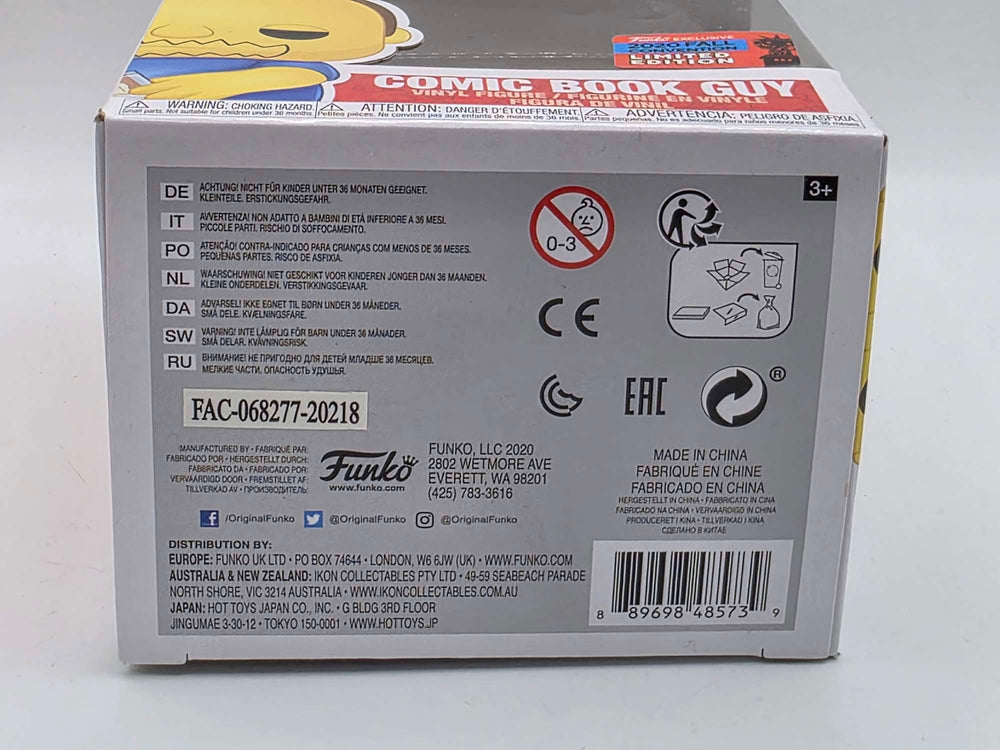 Funko EXCLUSIVE
2020 FALL
CONVENTION
LIMITED
EDITION
COMIC BOOK GUY
VINYL FIGURE / FIGURINE EN VINYLE
FIGURA DE VINIL
WARNING: CHOKING HAZARD.
Small parts. Not suitable for children under 36 months.
ATTENTION: DANGER D'ÉTOUFFEMENT
Petites pièces. Ne convient pas aux enfants de moins de 36 mois.
ADVERTENCIA: PELIGRO DE ASFIXIA
Partes pequeñas. No es adecuado para niños menores de 36 meses
3+
DE ACHTUNG! NICHT FÜR KINDER UNTER 36 MONATEN GEEIGNET.
KLEINTEILE. ERSTICKUNGSGEFAHR.
IT AVVERTENZA! NON ADATTO A BAMBINI DI ETÀ INFERIORE A 36 MESI.
PICCOLE PARTI. RISCHIO DI SOFFOCAMENTO.
PO ATENÇÃO! CONTRA-INDICADO PARA CRIANÇAS COM MENOS DE 36 MESES.
PEQUENAS PARTES. RISCO DE ASFIXIA.
NL WAARSCHUWING! NIET GESCHIKT VOOR KINDEREN JONGER DAN 36 MAANDEN.
KLEINE ONDERDELEN. VERSTIKKINGSGEVAAR.
DA ADVARSEL! IKKE EGNET TIL BØRN UNDER 36 MÅNEDER.
SMÅ DELE. KVÆLNINGSFARE.
SW VARNING! INTE LÄMPLIG FÖR BARN UNDER 36 MÅNADER.
SMÅ DELAR. KVÄVNINGSRISK.
RU ВНИМАНИЕ! НЕ ПРИГОДНО ДЛЯ ДЕТЕЙ МЛАДШЕ 36 МЕСЯЦЕВ.
МЕЛКИЕ ЧАСТИ. ОПАСНОСТЬ УДУШЬЯ.
0-3
CE
EAC
®
FAC-068277-20218
MANUFACTURED BY • FABRIQUÉ PAR:
FABRICADO POR • HERGESTELLT DURCH:
FABBRICATO DA • FABRICADO POR:
VERVAARDIGD DOOR • FREMSTILLET AF:
TILLVERKAD AV • ПРОИЗВОДИТЕЛЬ:
Funko
www.funko.com
FUNKO, LLC 2020
2802 WETMORE AVE
EVERETT, WA 98201
(425) 783-3616
MADE IN CHINA
FABRIQUÉ EN CHINE
FABRICADO EN CHINA
HERGESTELLT IN CHINA • FABBRICATO IN CINA
FABRICADO NA CHINA • VERVAARDIGD IN CHINA
PRODUCERET I KINA • TILLVERKAD I KINA
СДЕЛАНО В КИТАЕ
/OriginalFunko @OriginalFunko @OriginalFunko
DISTRIBUTION BY:
EUROPE: FUNKO UK LTD • PO BOX 74644 • LONDON, W6 6JW (UK) • WWW.FUNKO.COM
AUSTRALIA & NEW ZEALAND: IKON COLLECTABLES PTY LTD • 49-59 SEABEACH PARADE
NORTH SHORE, VIC 3214 AUSTRALIA • WWW.IKONCOLLECTABLES.COM.AU
JAPAN: HOT TOYS JAPAN CO., INC. • G BLDG 3RD FLOOR
JINGUMAE 3-30-12 • TOKYO 150-0001 • WWW.HOTTOYS.JP
8 89698 48573 9